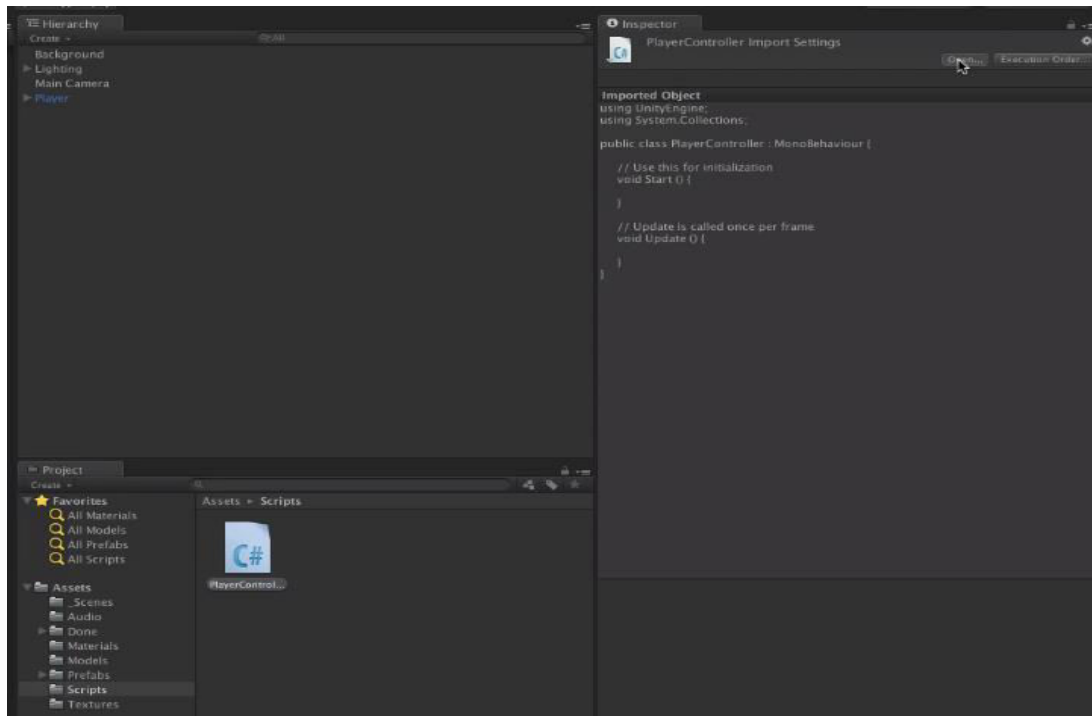 Hierarchy
Create
All
Background
Lighting
Main Camera
Player
Inspector
PlayerController Import Settings
Open...
Execution Order...
Imported Object
using UnityEngine;
using System.Collections;
public class PlayerController : MonoBehaviour {
// Use this for initialization
void Start () {
}
// Update is called once per frame
void Update () {
}
}
Project
Create
Favorites
All Materials
All Models
All Prefabs
All Scripts
Assets
_Scenes
Audio
Done
Materials
Models
Prefabs
Scripts
Textures
Assets ▸ Scripts
C#
PlayerControl...